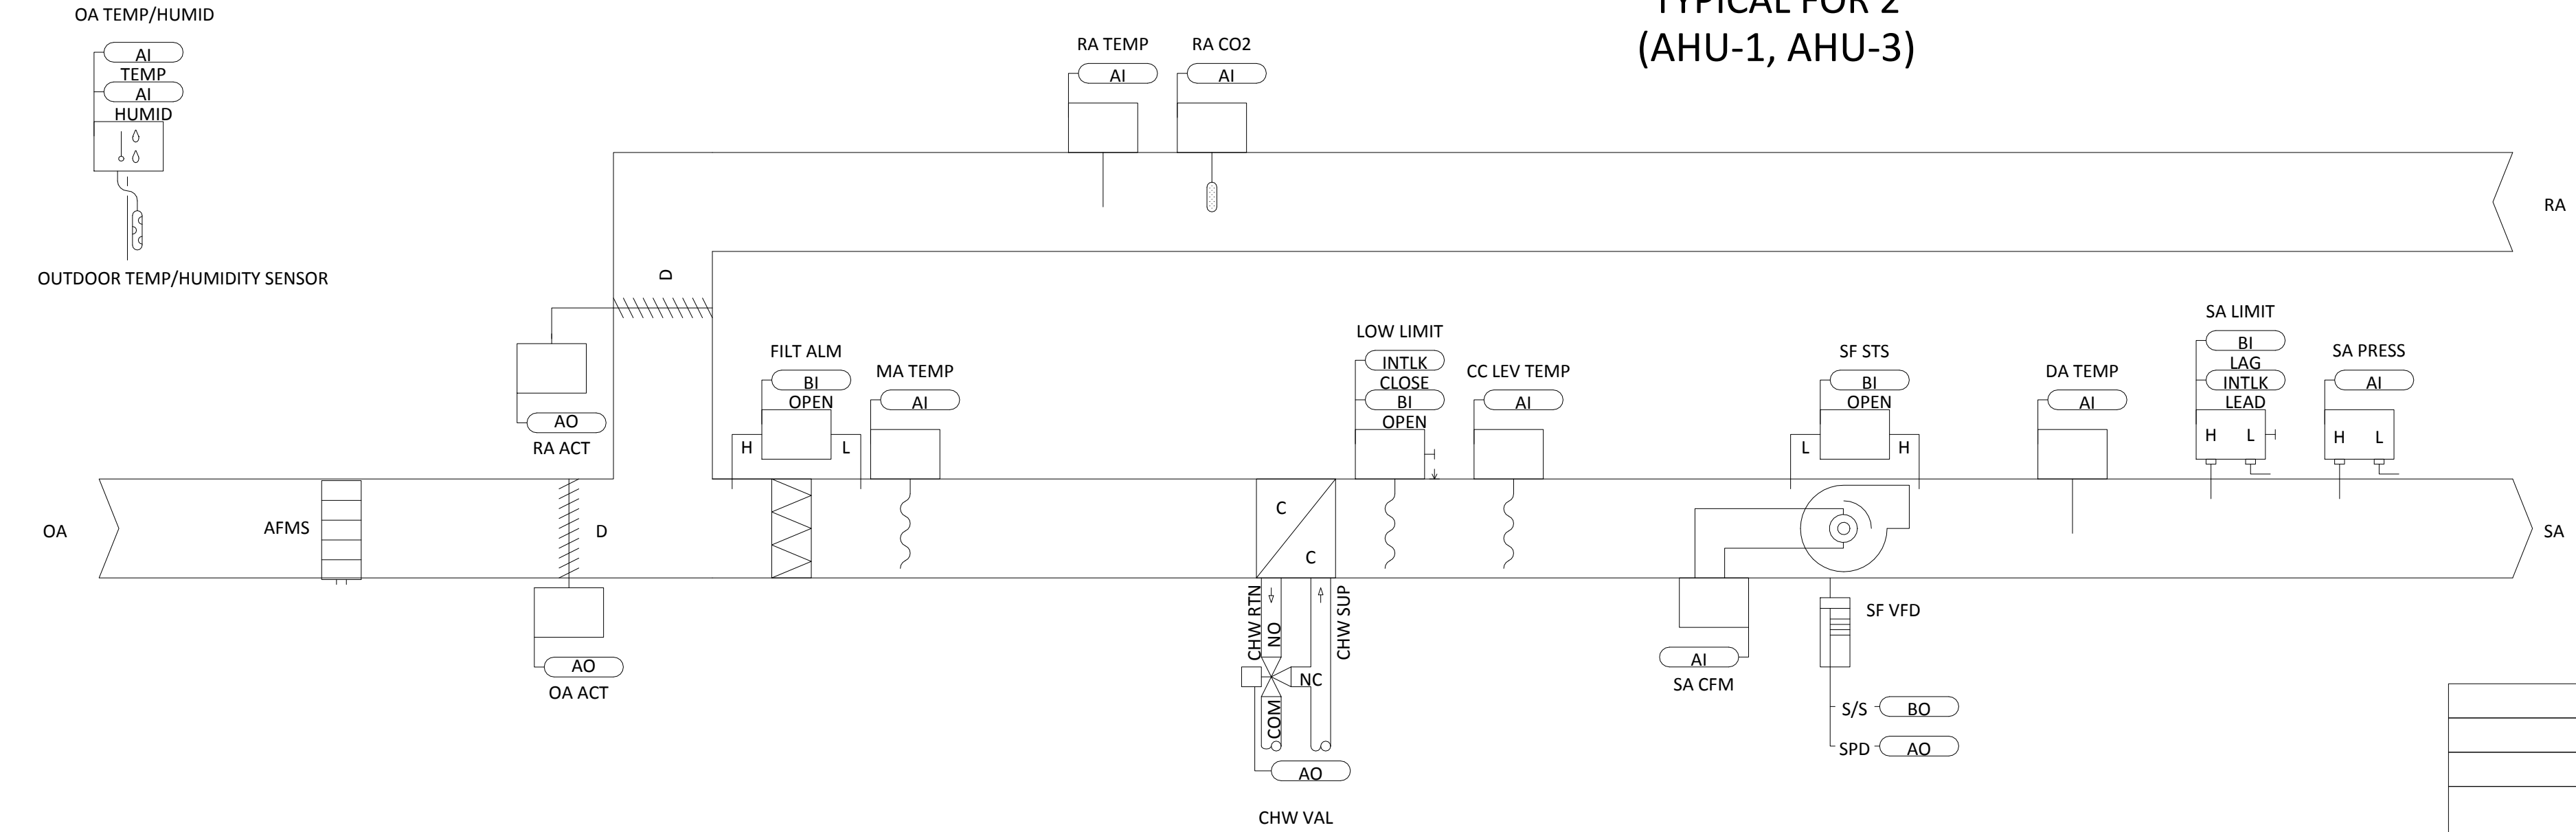 TYPICAL FOR 2
(AHU-1, AHU-3)
OA TEMP/HUMID
AI
TEMP
AI
HUMID
OUTDOOR TEMP/HUMIDITY SENSOR
RA TEMP
AI
RA CO2
AI
RA
D
AO
RA ACT
FILT ALM
BI
OPEN
H
L
MA TEMP
AI
LOW LIMIT
INTLK
CLOSE
BI
OPEN
CC LEV TEMP
AI
SF STS
BI
OPEN
L
H
DA TEMP
AI
SA LIMIT
BI
LAG
INTLK
LEAD
H
L
SA PRESS
AI
H
L
OA
AFMS
D
C
C
SA
AO
OA ACT
CHW RTN
NO
CHW SUP
NC
COM
AO
CHW VAL
AI
SA CFM
SF VFD
S/S
BO
SPD
AO